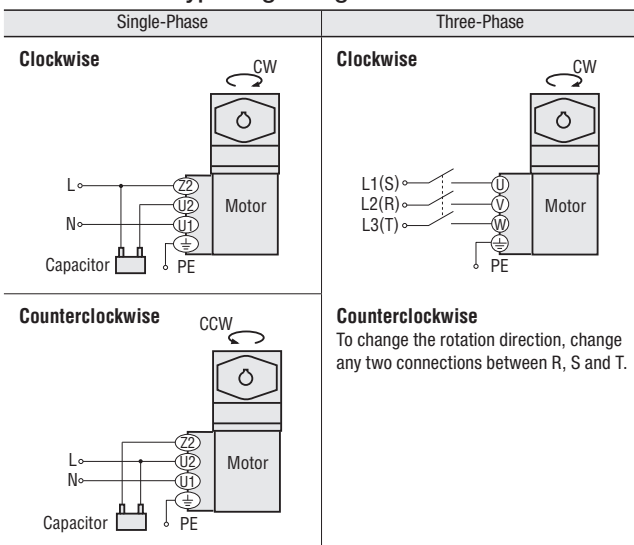 Single-Phase
Three-Phase
Clockwise
CW
L
N
Z2
U2
U1
Motor
Capacitor
PE
Clockwise
CW
L1(S)
L2(R)
L3(T)
U
V
W
Motor
PE
Counterclockwise
CCW
Z2
U2
U1
L
N
Motor
Capacitor
PE
Counterclockwise
To change the rotation direction, change
any two connections between R, S and T.